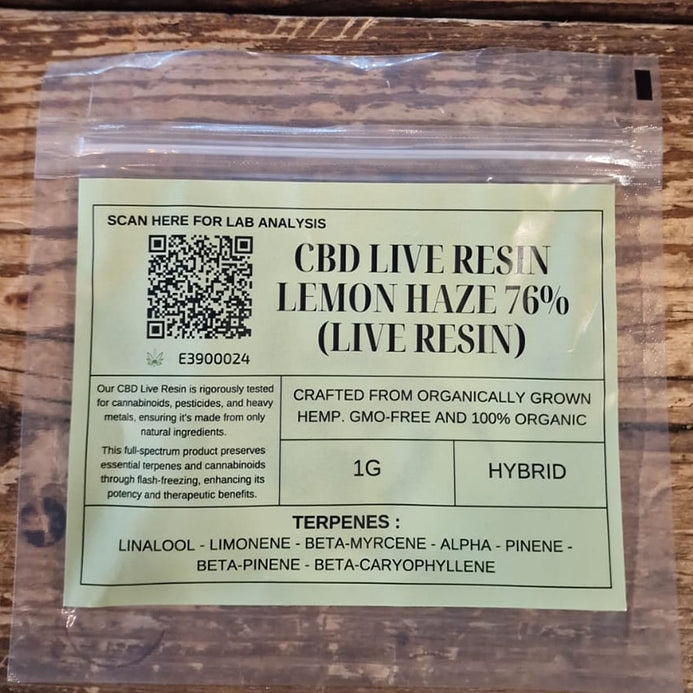 SCAN HERE FOR LAB ANALYSIS
CBD LIVE RESIN
LEMON HAZE 76%
(LIVE RESIN)
E3900024
Our CBD Live Resin is rigorously tested
for cannabinoids, pesticides, and heavy
metals, ensuring it's made from only
natural ingredients.
This full-spectrum product preserves
essential terpenes and cannabinoids
through flash-freezing, enhancing its
potency and therapeutic benefits.
CRAFTED FROM ORGANICALLY GROWN
HEMP. GMO-FREE AND 100% ORGANIC
1G
HYBRID
TERPENES :
LINALOOL - LIMONENE - BETA-MYRCENE - ALPHA - PINENE -
BETA-PINENE - BETA-CARYOPHYLLENE